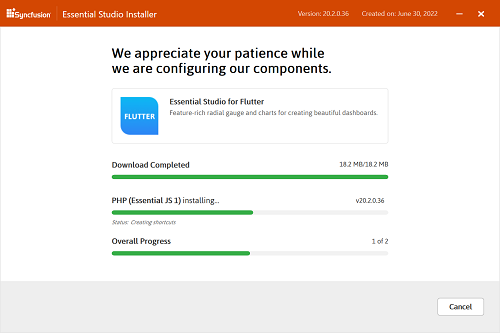 Syncfusion Essential Studio Installer Version: 20.2.0.36 Created on: June 30, 2022
We appreciate your patience while
we are configuring our components.
FLUTTER
Essential Studio for Flutter
Feature-rich radial gauge and charts for creating beautiful dashboards.
Download Completed 18.2 MB/18.2 MB
PHP (Essential JS 1) installing... v20.2.0.36
Status: Creating shortcuts
Overall Progress 1 of 2
Cancel